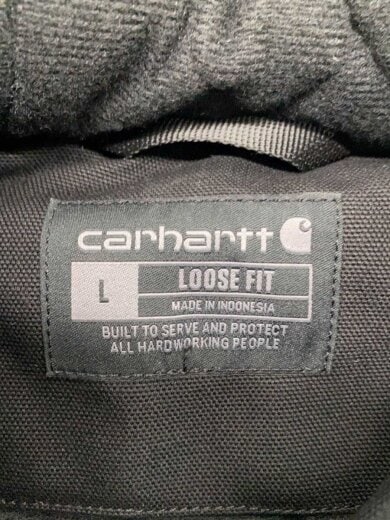 carhartt
L
LOOSE FIT
MADE IN INDONESIA
BUILT TO SERVE AND PROTECT
ALL HARDWORKING PEOPLE